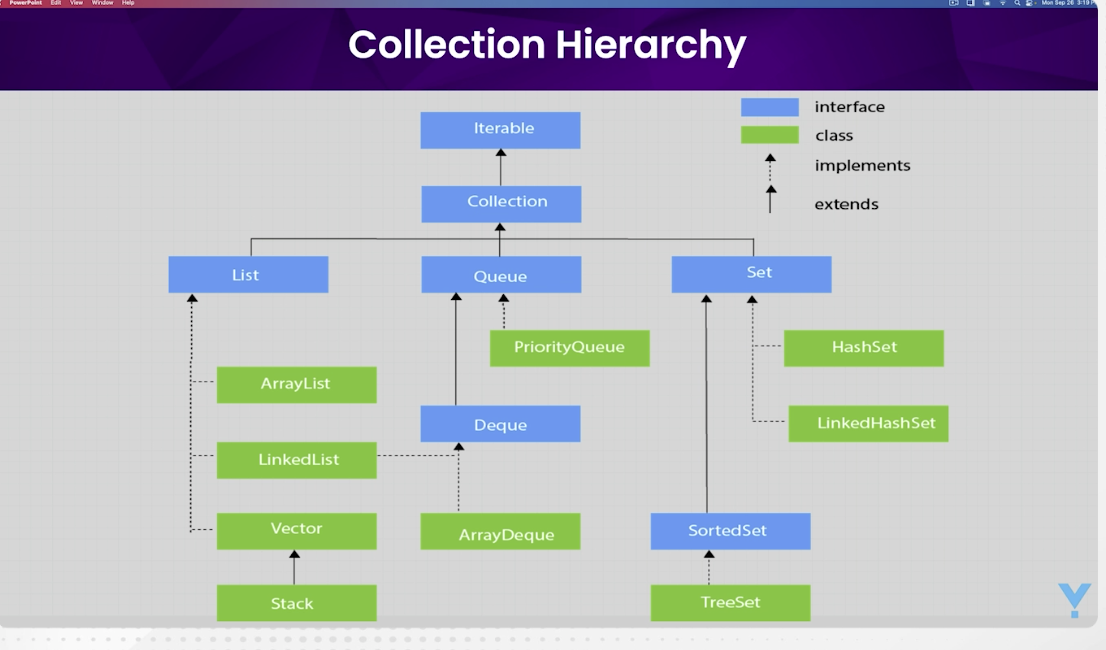 PowerPoint Edit View Window Help
Mon Sep 26 3:19
Collection Hierarchy
interface
class
implements
extends
Iterable
Collection
List
Queue
Set
PriorityQueue
HashSet
ArrayList
Deque
LinkedHashSet
LinkedList
Vector
ArrayDeque
SortedSet
Stack
TreeSet